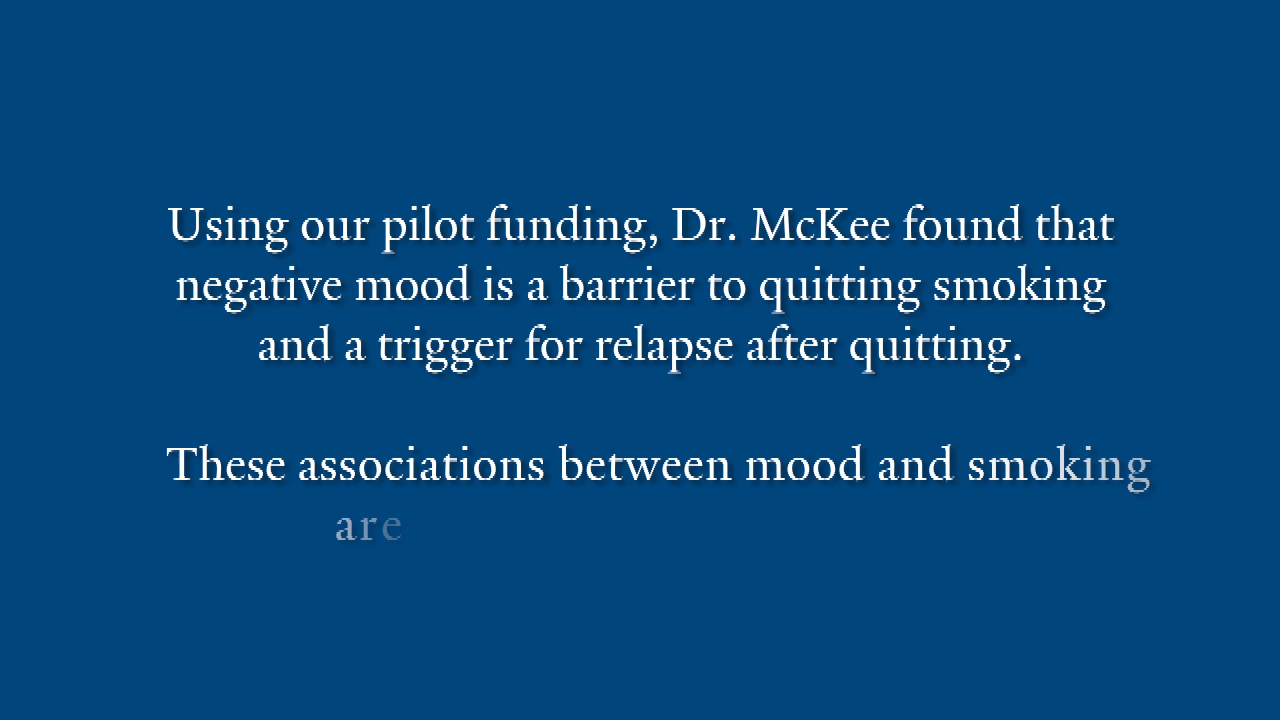 Using our pilot funding, Dr. McKee found that
negative mood is a barrier to quitting smoking
and a trigger for relapse after quitting.
These associations between mood and smoking
are